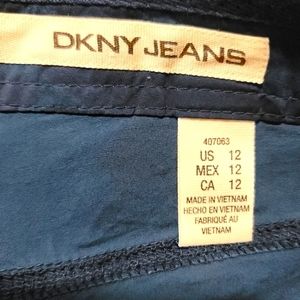 DKNY JEANS
407063
US 12
MEX 12
CA 12
MADE IN VIETNAM
HECHO EN VIETNAM
FABRIQUÉ AU
VIETNAM